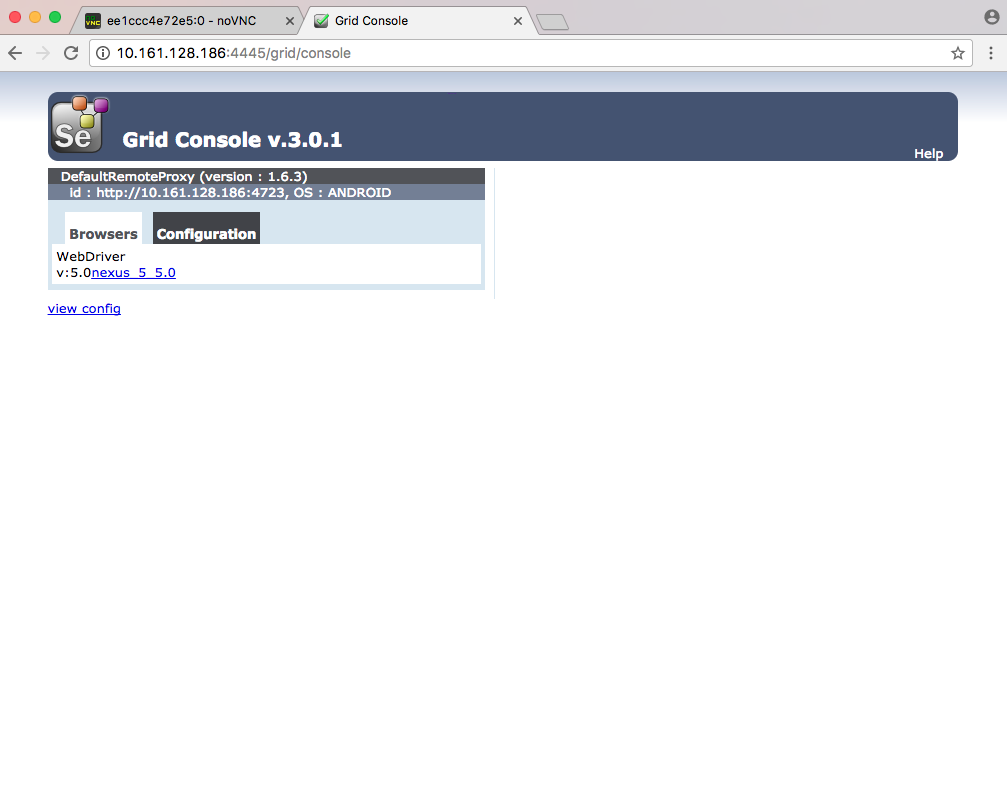 ee1ccc4e72e5:0 - noVNC
Grid Console
10.161.128.186:4445/grid/console
Se
Grid Console v.3.0.1
Help
DefaultRemoteProxy (version : 1.6.3)
id : http://10.161.128.186:4723, OS : ANDROID
Browsers
Configuration
WebDriver
v:5.0nexus_5_5.0
view config